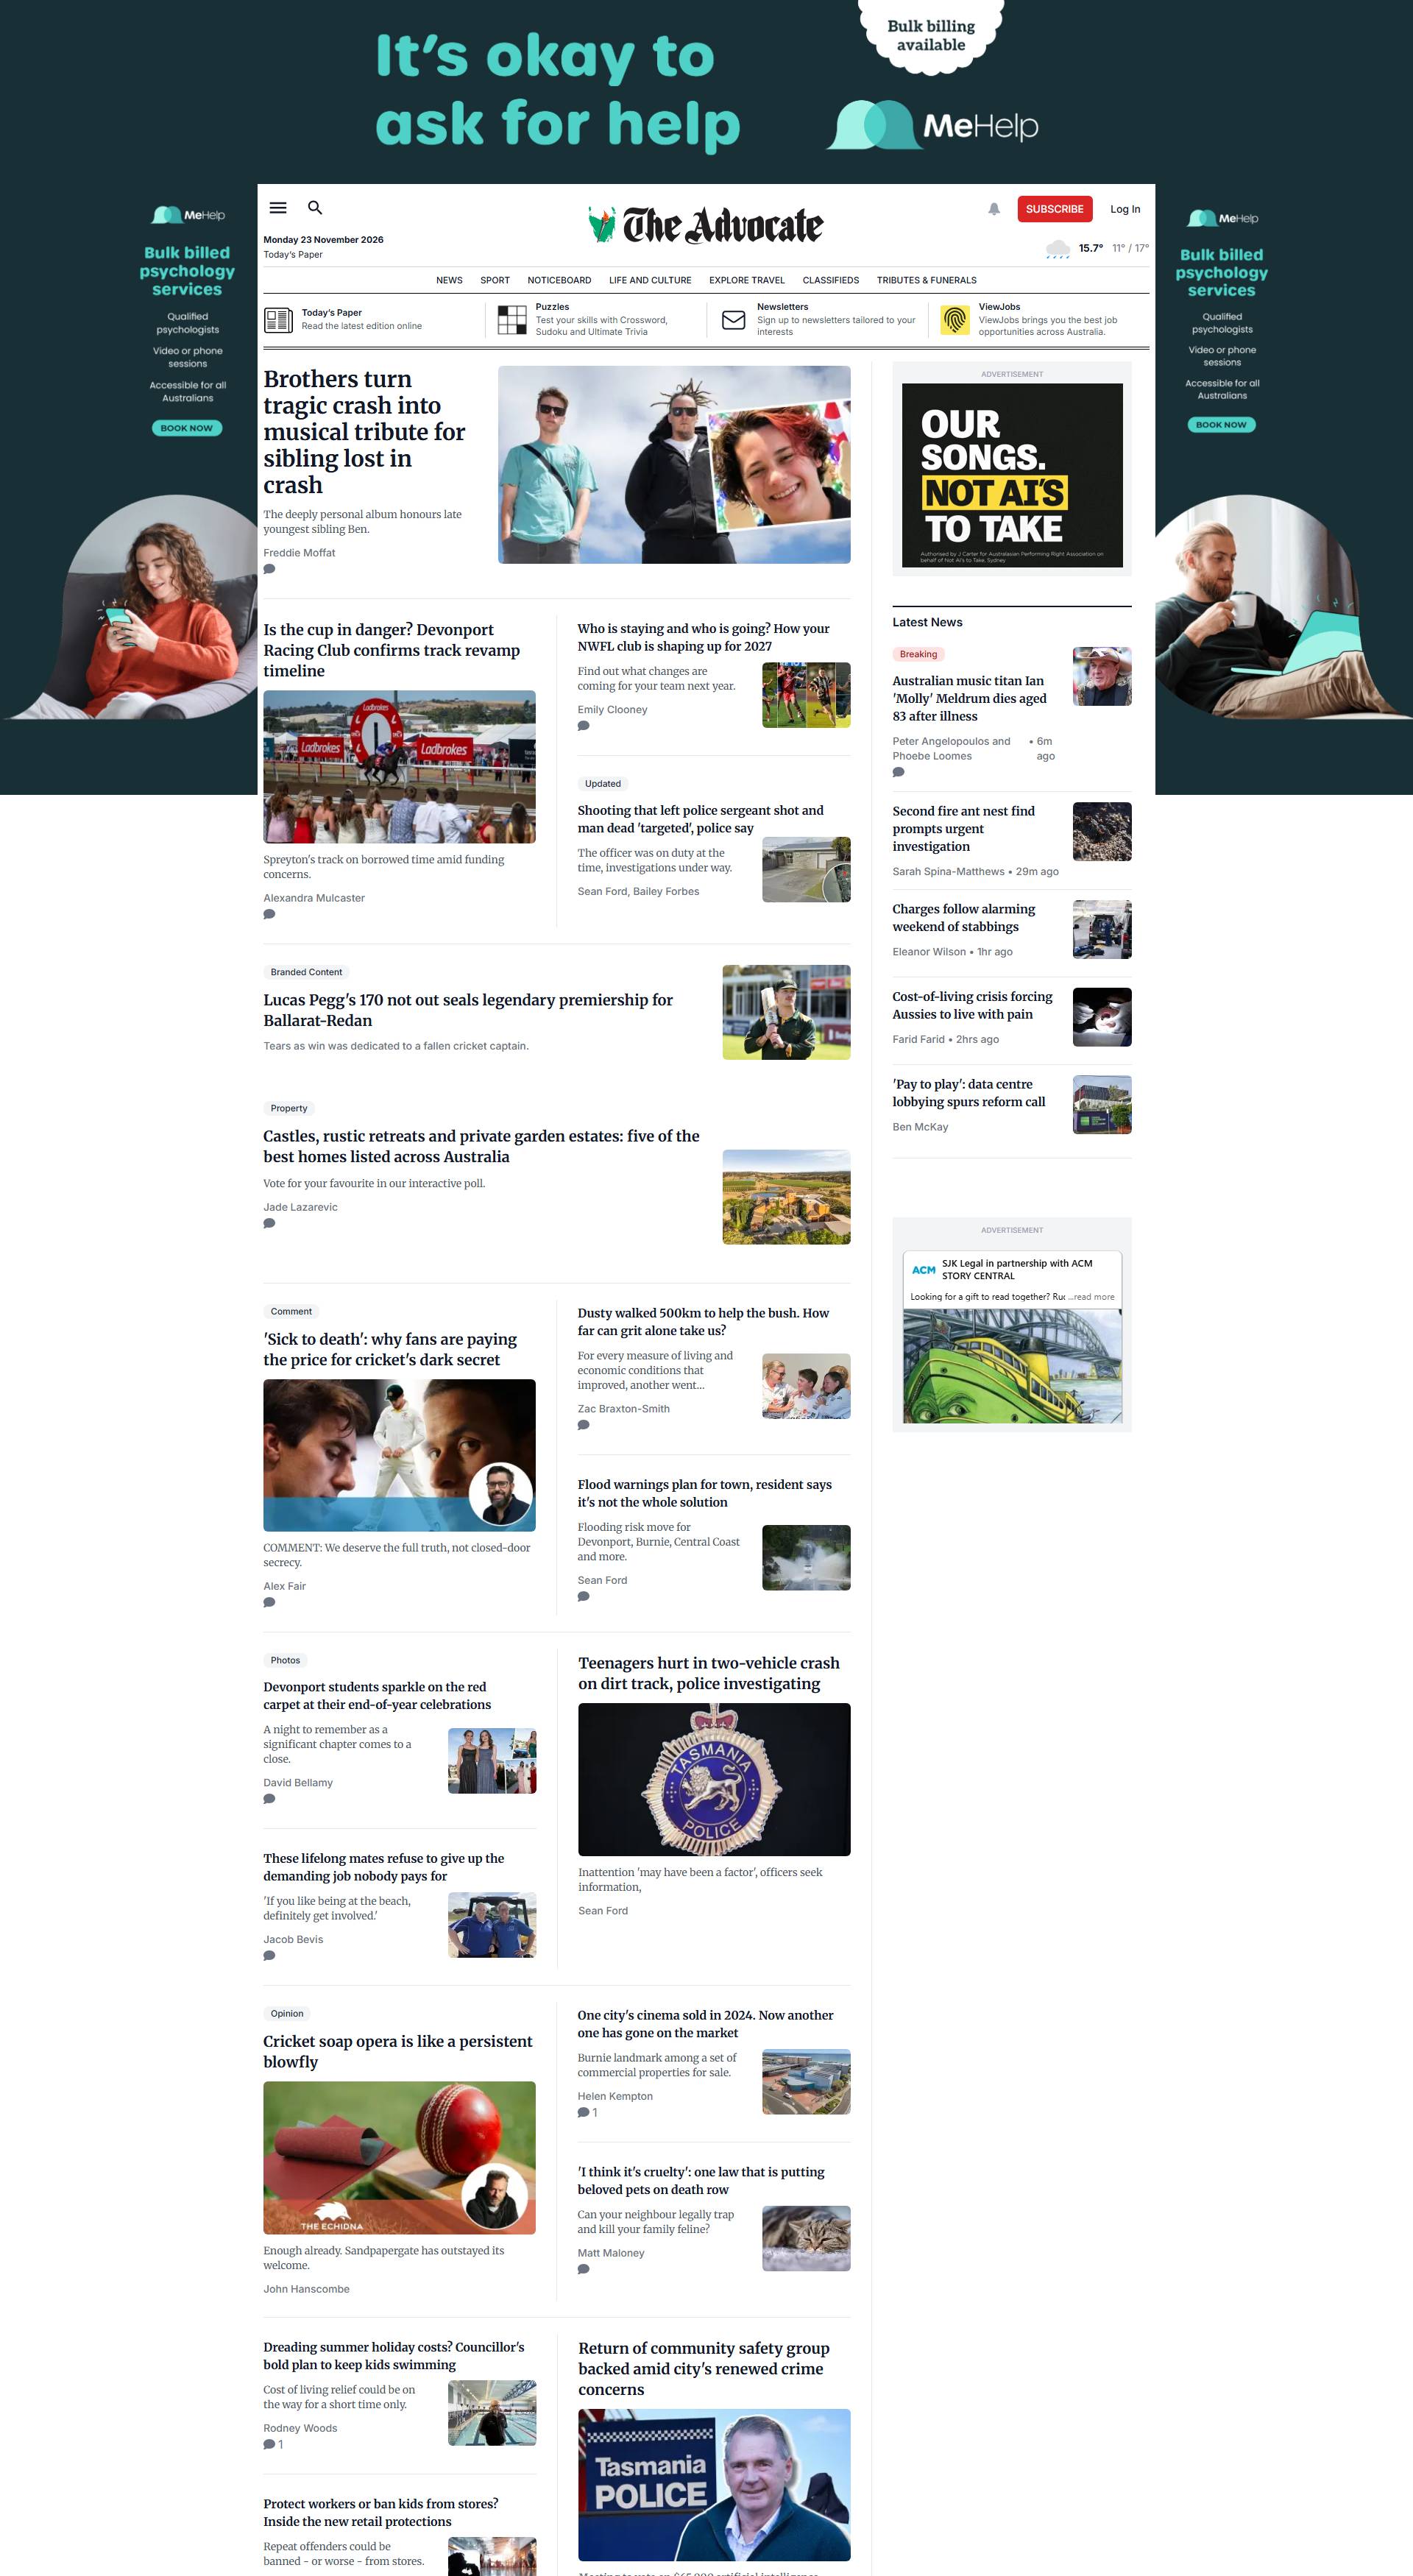 It's okay to
ask for help
Bulk billing
available
MeHelp
MeHelp
Bulk billed
psychology
services
Qualified
psychologists
Video or phone
sessions
Accessible for all
Australians
BOOK NOW
MeHelp
Bulk billed
psychology
services
Qualified
psychologists
Video or phone
sessions
Accessible for all
Australians
BOOK NOW
The Advocate
SUBSCRIBE
Log In
Monday 23 November 2026
Today's Paper
15.7° 11° / 17°
NEWS SPORT NOTICEBOARD LIFE AND CULTURE EXPLORE TRAVEL CLASSIFIEDS TRIBUTES & FUNERALS
Today's Paper
Read the latest edition online
Puzzles
Test your skills with Crossword,
Sudoku and Ultimate Trivia
Newsletters
Sign up to newsletters tailored to your
interests
ViewJobs
ViewJobs brings you the best job
opportunities across Australia.
Brothers turn
tragic crash into
musical tribute for
sibling lost in
crash
The deeply personal album honours late
youngest sibling Ben.
Freddie Moffat
Is the cup in danger? Devonport
Racing Club confirms track revamp
timeline
Ladbrokes
Ladbrokes
Ladbrokes
Spreyton's track on borrowed time amid funding
concerns.
Alexandra Mulcaster
Who is staying and who is going? How your
NWFL club is shaping up for 2027
Find out what changes are
coming for your team next year.
Emily Clooney
Updated
Shooting that left police sergeant shot and
man dead 'targeted', police say
The officer was on duty at the
time, investigations under way.
Sean Ford, Bailey Forbes
Branded Content
Lucas Pegg's 170 not out seals legendary premiership for
Ballarat-Redan
Tears as win was dedicated to a fallen cricket captain.
Property
Castles, rustic retreats and private garden estates: five of the
best homes listed across Australia
Vote for your favourite in our interactive poll.
Jade Lazarevic
Comment
'Sick to death': why fans are paying
the price for cricket's dark secret
COMMENT: We deserve the full truth, not closed-door
secrecy.
Alex Fair
Dusty walked 500km to help the bush. How
far can grit alone take us?
For every measure of living and
economic conditions that
improved, another went...
Zac Braxton-Smith
Flood warnings plan for town, resident says
it's not the whole solution
Flooding risk move for
Devonport, Burnie, Central Coast
and more.
Sean Ford
Photos
Devonport students sparkle on the red
carpet at their end-of-year celebrations
A night to remember as a
significant chapter comes to a
close.
David Bellamy
These lifelong mates refuse to give up the
demanding job nobody pays for
'If you like being at the beach,
definitely get involved.'
Jacob Bevis
Teenagers hurt in two-vehicle crash
on dirt track, police investigating
TASMANIA
POLICE
Inattention 'may have been a factor', officers seek
information,
Sean Ford
Opinion
Cricket soap opera is like a persistent
blowfly
THE ECHIDNA
Enough already. Sandpapergate has outstayed its
welcome.
John Hanscombe
One city's cinema sold in 2024. Now another
one has gone on the market
Burnie landmark among a set of
commercial properties for sale.
Helen Kempton
1
'I think it's cruelty': one law that is putting
beloved pets on death row
Can your neighbour legally trap
and kill your family feline?
Matt Maloney
Dreading summer holiday costs? Councillor's
bold plan to keep kids swimming
Cost of living relief could be on
the way for a short time only.
Rodney Woods
1
Protect workers or ban kids from stores?
Inside the new retail protections
Repeat offenders could be
banned - or worse - from stores.
Return of community safety group
backed amid city's renewed crime
concerns
Tasmania
POLICE
ADVERTISEMENT
OUR
SONGS.
NOT AI'S
TO TAKE
Authorised by J Carter for Australasian Performing Right Association on
behalf of Not AI's to Take. Sydney
Latest News
Breaking
Australian music titan Ian
'Molly' Meldrum dies aged
83 after illness
Peter Angelopoulos and
Phoebe Loomes
• 6m
ago
Second fire ant nest find
prompts urgent
investigation
Sarah Spina-Matthews • 29m ago
Charges follow alarming
weekend of stabbings
Eleanor Wilson • 1hr ago
Cost-of-living crisis forcing
Aussies to live with pain
Farid Farid • 2hrs ago
'Pay to play': data centre
lobbying spurs reform call
Ben McKay
ADVERTISEMENT
ACM
SJK Legal in partnership with ACM
STORY CENTRAL
Looking for a gift to read together? Ru ...read more